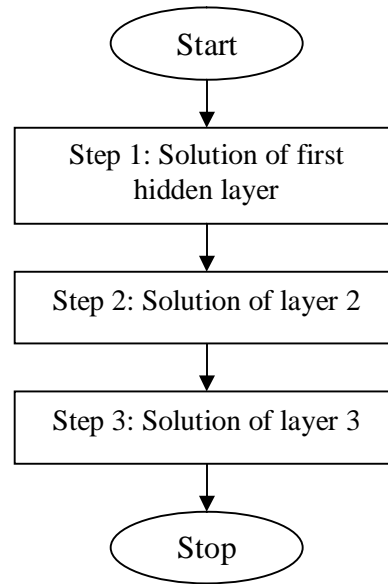 Start
Step 1: Solution of first
hidden layer
Step 2: Solution of layer 2
Step 3: Solution of layer 3
Stop